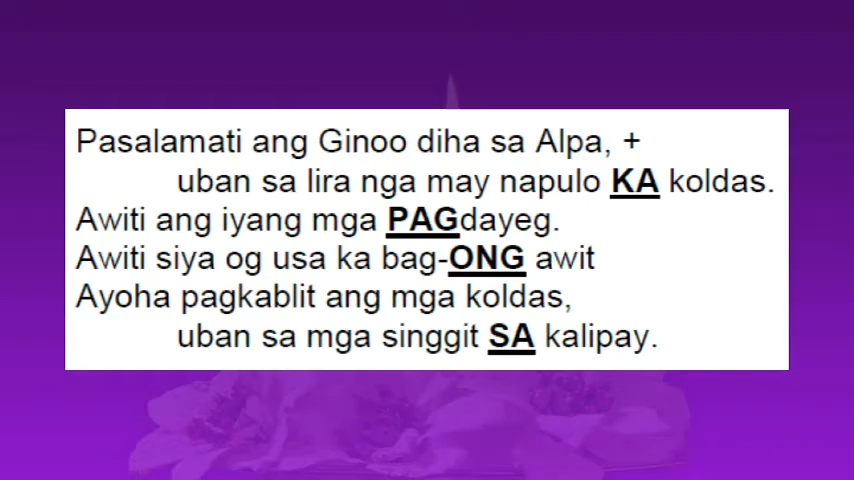 Pasalamati ang Ginoo diha sa Alpa, +
uban sa lira nga may napulo KA koldas.
Awiti ang iyang mga PAGdayeg.
Awiti siya og usa ka bag-ONG awit
Ayoha pagkablit ang mga koldas,
uban sa mga singgit SA kalipay.